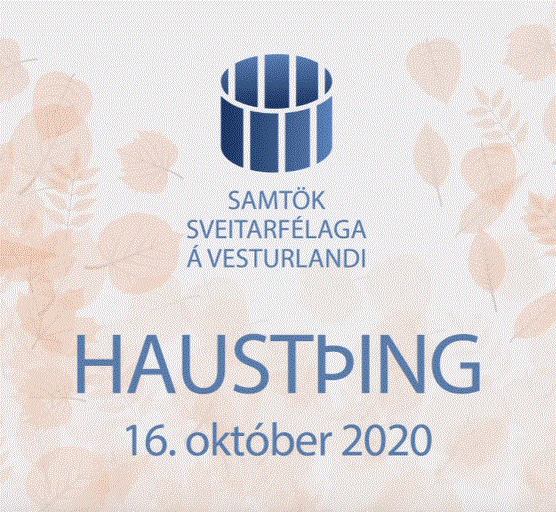 SAMTÖK
SVEITARFÉLAGA
Á VESTURLANDI
HAUSTÞING
16. október 2020